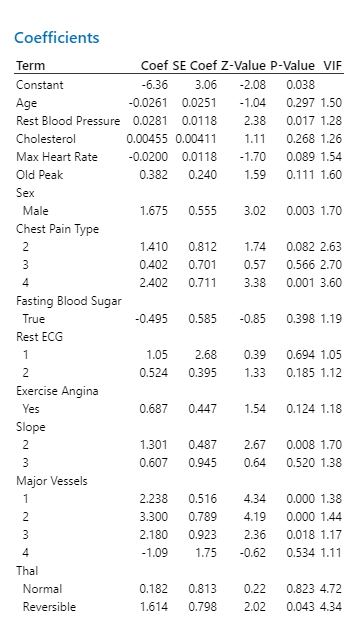 Coefficients
Term Coef SE Coef Z-Value P-Value VIF
Constant -6.36 3.06 -2.08 0.038
Age -0.0261 0.0251 -1.04 0.297 1.50
Rest Blood Pressure 0.0281 0.0118 2.38 0.017 1.28
Cholesterol 0.00455 0.00411 1.11 0.268 1.26
Max Heart Rate -0.0200 0.0118 -1.70 0.089 1.54
Old Peak 0.382 0.240 1.59 0.111 1.60
Sex
Male 1.675 0.555 3.02 0.003 1.70
Chest Pain Type
2 1.410 0.812 1.74 0.082 2.63
3 0.402 0.701 0.57 0.566 2.70
4 2.402 0.711 3.38 0.001 3.60
Fasting Blood Sugar
True -0.495 0.585 -0.85 0.398 1.19
Rest ECG
1 1.05 2.68 0.39 0.694 1.05
2 0.524 0.395 1.33 0.185 1.12
Exercise Angina
Yes 0.687 0.447 1.54 0.124 1.18
Slope
2 1.301 0.487 2.67 0.008 1.70
3 0.607 0.945 0.64 0.520 1.38
Major Vessels
1 2.238 0.516 4.34 0.000 1.38
2 3.300 0.789 4.19 0.000 1.44
3 2.180 0.923 2.36 0.018 1.17
4 -1.09 1.75 -0.62 0.534 1.11
Thal
Normal 0.182 0.813 0.22 0.823 4.72
Reversible 1.614 0.798 2.02 0.043 4.34